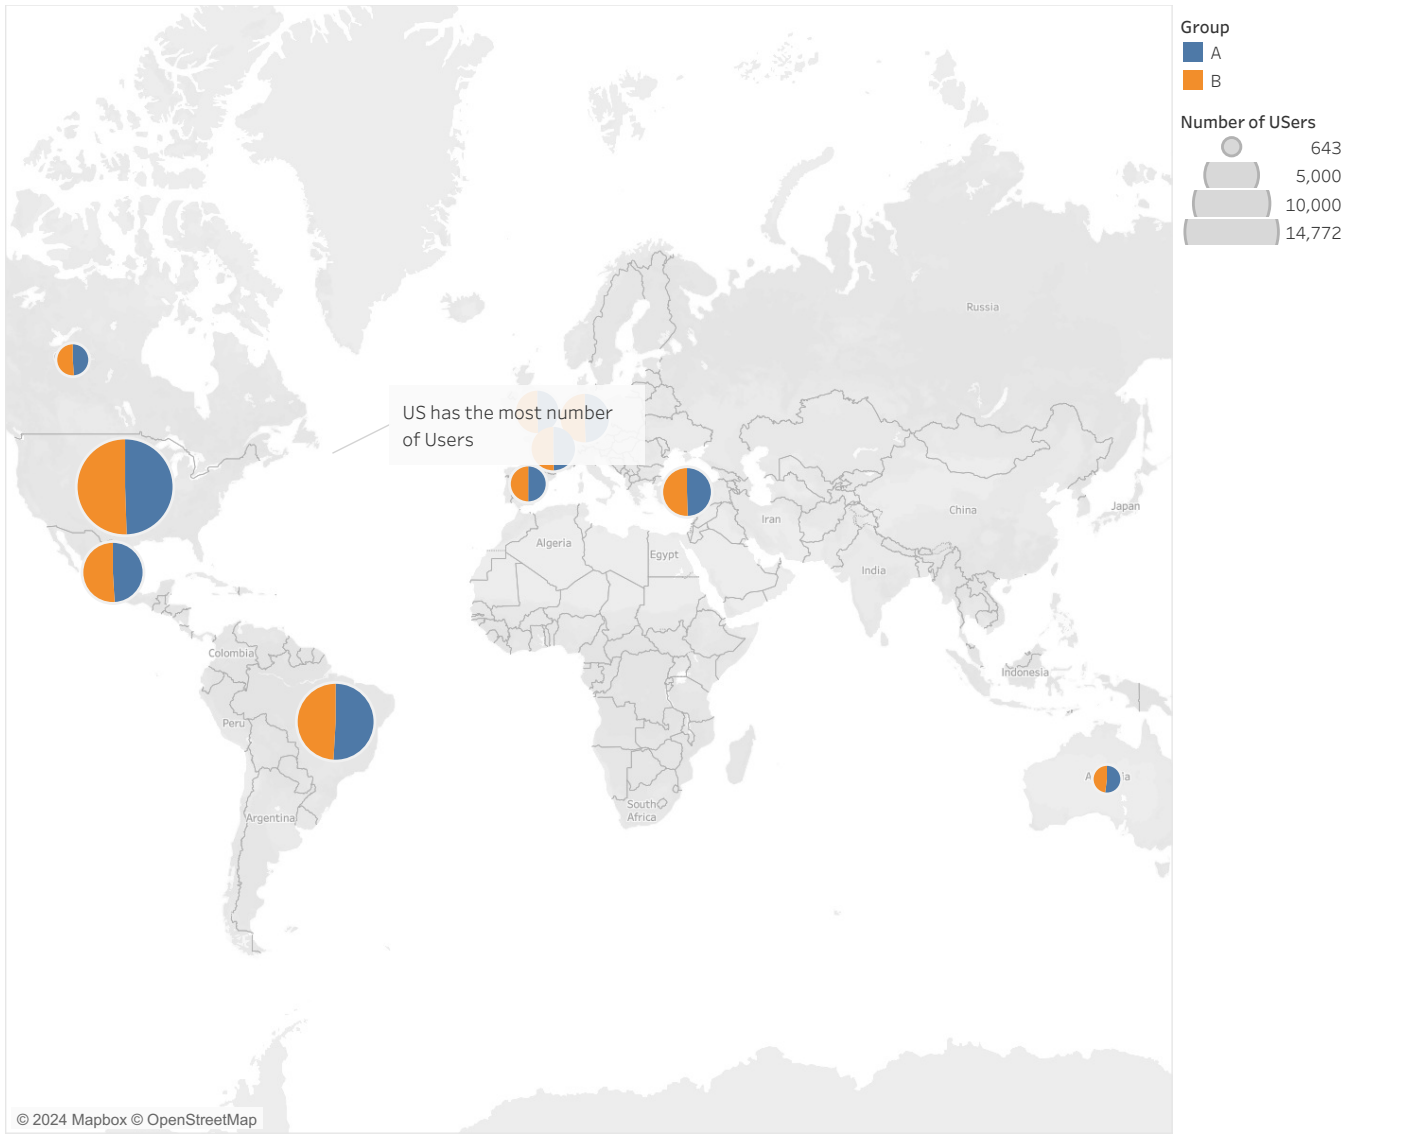 Group
A
B
Number of USers
643
5,000
10,000
14,772
Russia
US has the most number
of Users
China
Japan
Iran
Algeria
Egypt
India
Colombia
Indonesia
Peru
South
Africa
Argentina
© 2024 Mapbox © OpenStreetMap